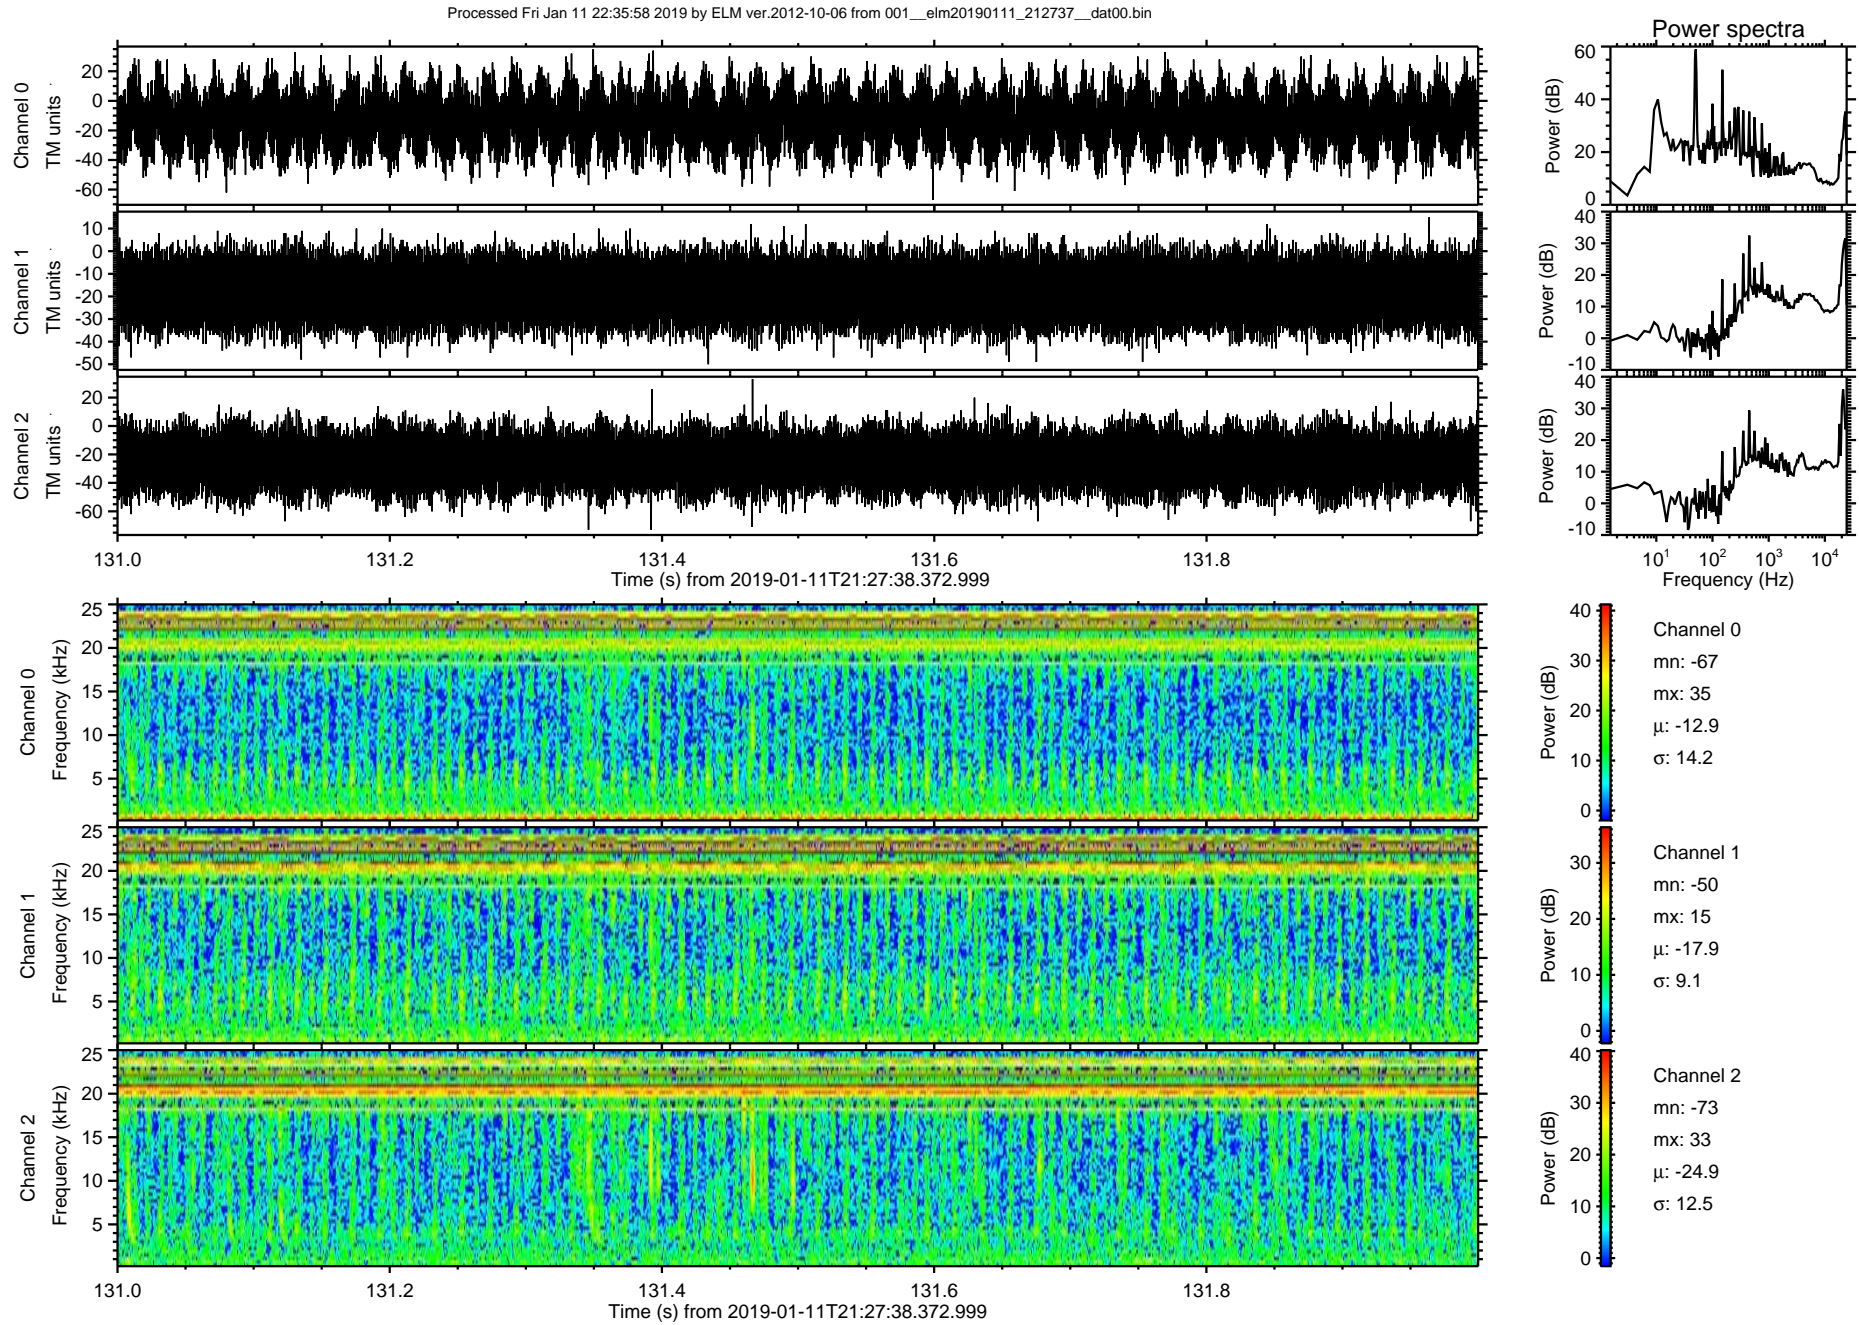 Processed Fri Jan 11 22:35:58 2019 by ELM ver.2012-10-06 from 001__elm20190111_212737__dat00.bin
Power spectra
Channel 0
TM units
20
0
-20
-40
-60
Power (dB)
60
40
20
0
Channel 1
TM units
10
0
-10
-20
-30
-40
-50
Power (dB)
40
30
20
10
0
-10
Channel 2
TM units
20
0
-20
-40
-60
Power (dB)
40
30
20
10
0
-10
131.0 131.2 131.4 131.6 131.8
Time (s) from 2019-01-11T21:27:38.372.999
10^1 10^2 10^3 10^4
Frequency (Hz)
Channel 0
Frequency (kHz)
25
20
15
10
5
Power (dB)
40
30
20
10
0
Channel 0
mn: -67
mx: 35
μ: -12.9
σ: 14.2
Channel 1
Frequency (kHz)
25
20
15
10
5
Power (dB)
30
20
10
0
Channel 1
mn: -50
mx: 15
μ: -17.9
σ: 9.1
Channel 2
Frequency (kHz)
25
20
15
10
5
Power (dB)
40
30
20
10
0
Channel 2
mn: -73
mx: 33
μ: -24.9
σ: 12.5
131.0 131.2 131.4 131.6 131.8
Time (s) from 2019-01-11T21:27:38.372.999